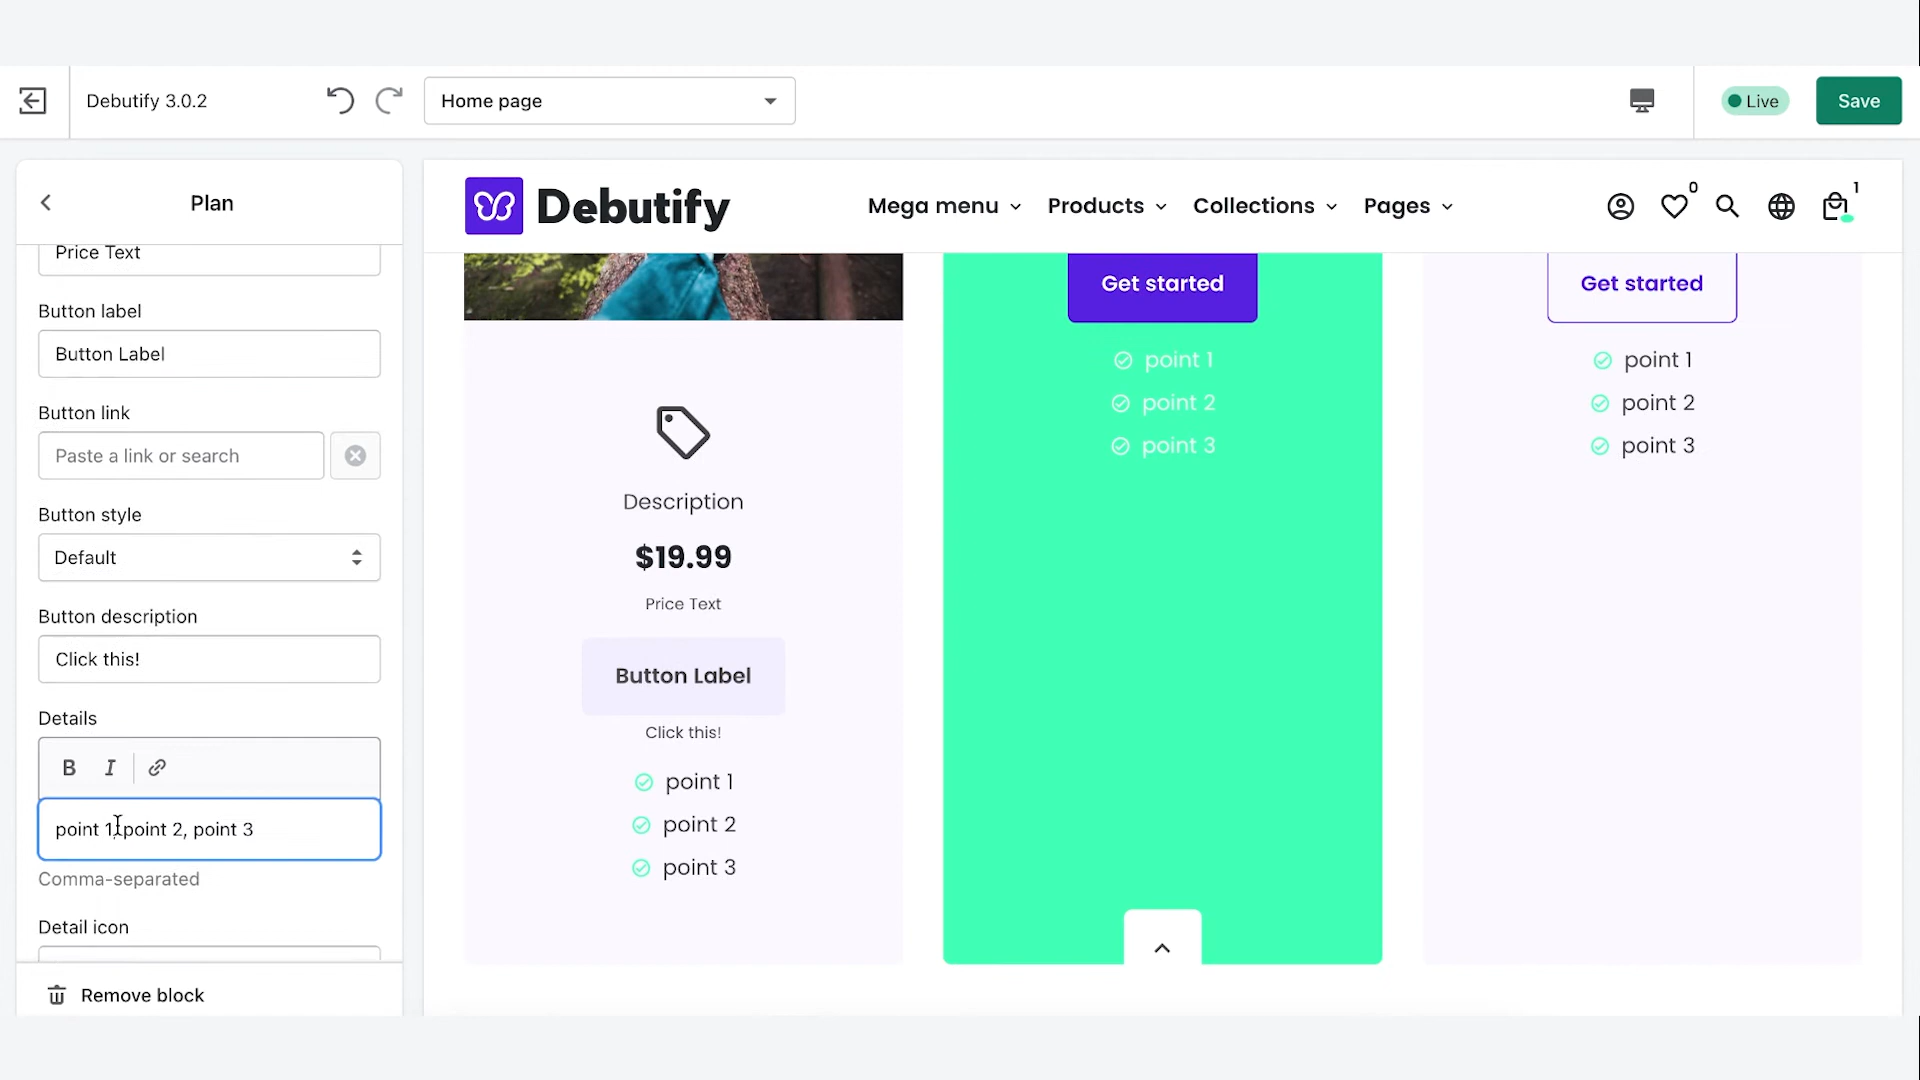 Debutify 3.0.2
Home page
Live
Save
Plan
Price Text
Button label
Button Label
Button link
Paste a link or search
Button style
Default
Button description
Click this!
Details
B I
point 1, point 2, point 3
Comma-separated
Detail icon
Remove block
Debutify
Mega menu
Products
Collections
Pages
0
1
Description
$19.99
Price Text
Button Label
Click this!
point 1
point 2
point 3
Get started
point 1
point 2
point 3
Get started
point 1
point 2
point 3